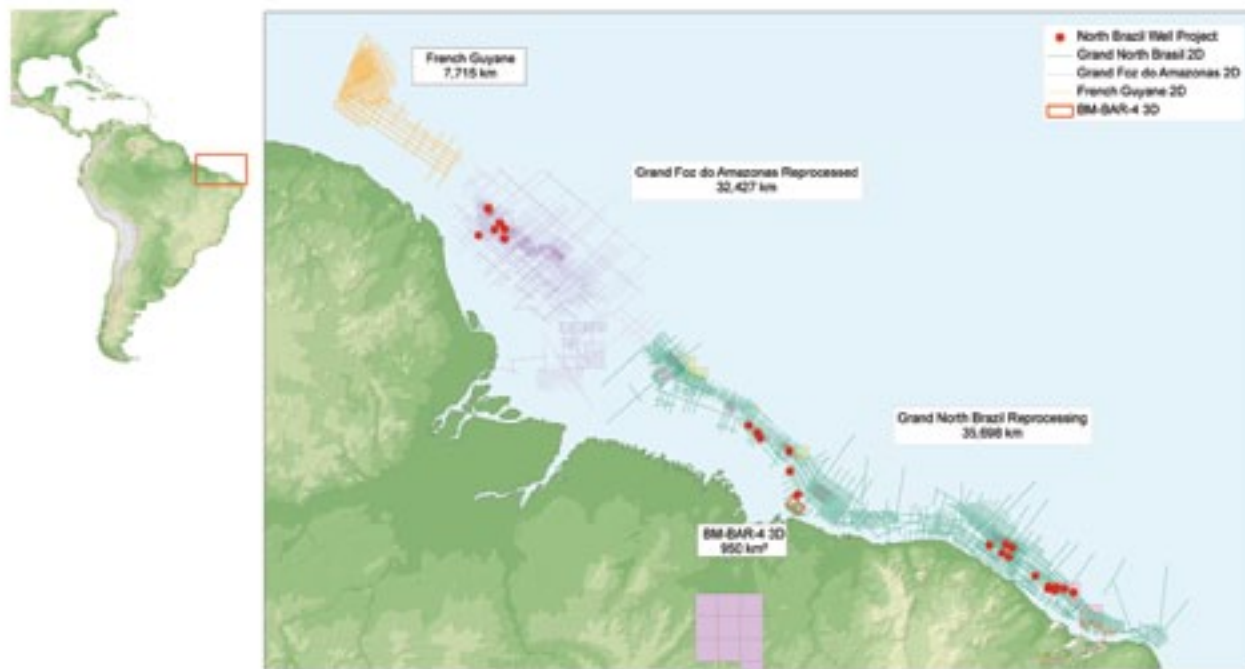 French Guyane
7,715 km
North Brazil Well Project
Grand North Brasil 2D
Grand Foz do Amazonas 2D
French Guyane 2D
BM-BAR-4 3D
Grand Foz do Amazonas Reprocessed
32,427 km
Grand North Brazil Reprocessing
35,698 km
BM-BAR-4 3D
950 km²